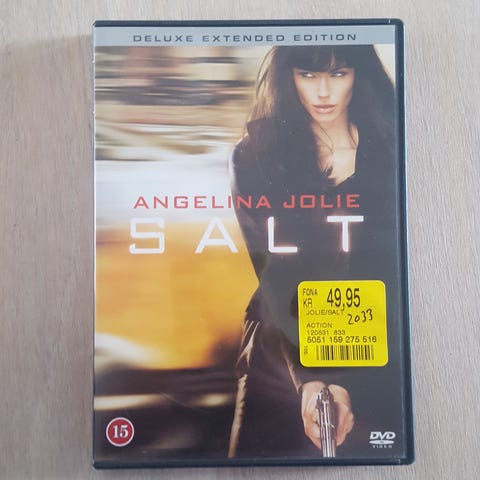 DELUXE EXTENDED EDITION
ANGELINA JOLIE
SALT
FONA
KR 49,95
JOLIE/SALT
2033
ACTION
120531 833
5051 159 275 516
15
DVD
VIDEO